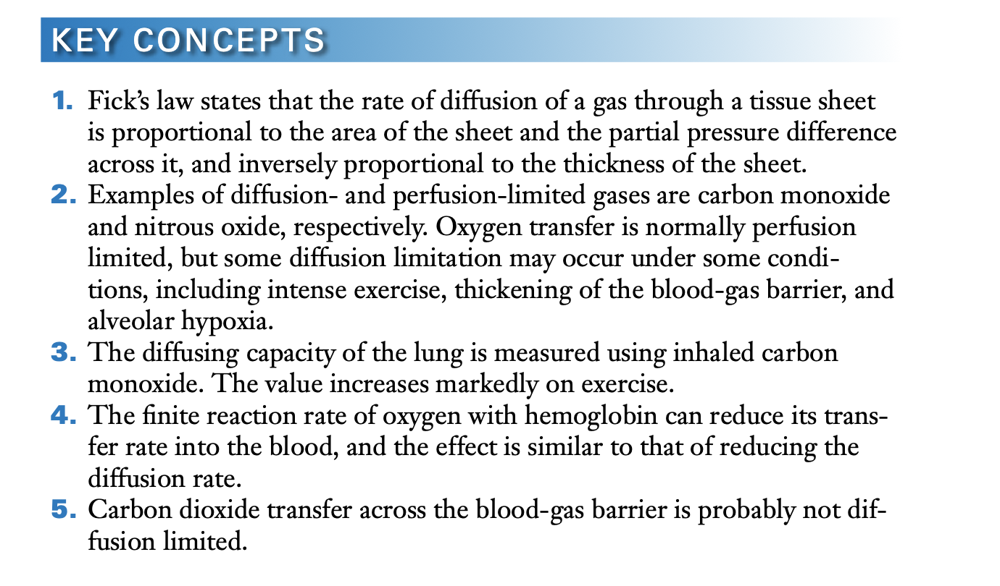 KEY CONCEPTS
1. Fick’s law states that the rate of diffusion of a gas through a tissue sheet
is proportional to the area of the sheet and the partial pressure difference
across it, and inversely proportional to the thickness of the sheet.
2. Examples of diffusion- and perfusion-limited gases are carbon monoxide
and nitrous oxide, respectively. Oxygen transfer is normally perfusion
limited, but some diffusion limitation may occur under some condi-
tions, including intense exercise, thickening of the blood-gas barrier, and
alveolar hypoxia.
3. The diffusing capacity of the lung is measured using inhaled carbon
monoxide. The value increases markedly on exercise.
4. The finite reaction rate of oxygen with hemoglobin can reduce its trans-
fer rate into the blood, and the effect is similar to that of reducing the
diffusion rate.
5. Carbon dioxide transfer across the blood-gas barrier is probably not dif-
fusion limited.